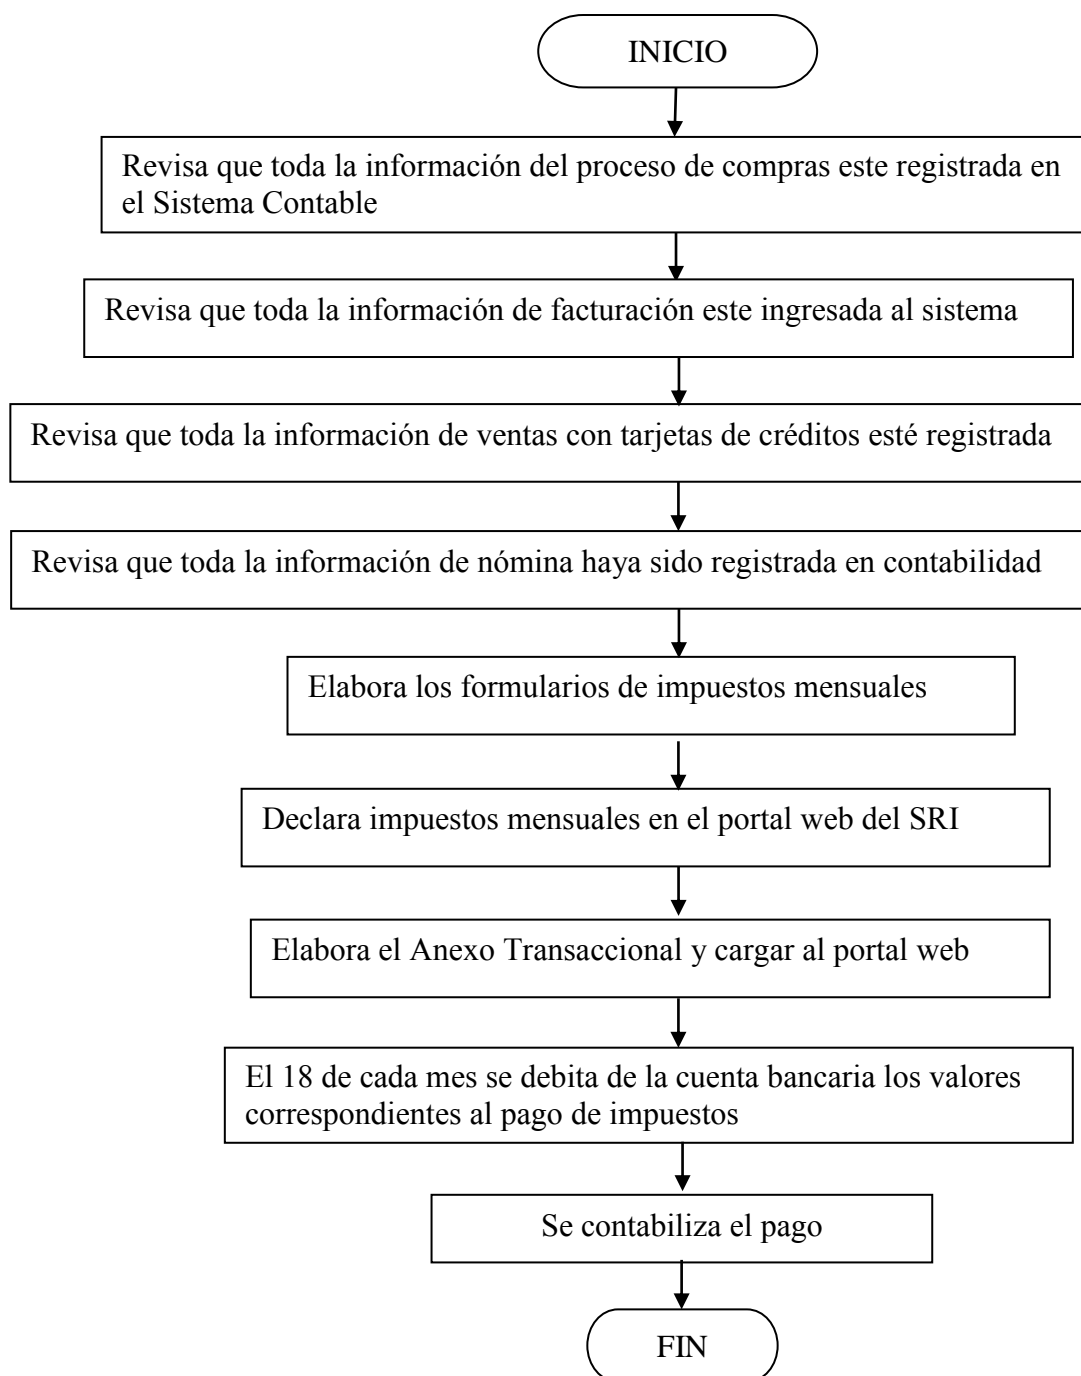 INICIO
Revisa que toda la información del proceso de compras este registrada en
el Sistema Contable
Revisa que toda la información de facturación este ingresada al sistema
Revisa que toda la información de ventas con tarjetas de créditos esté registrada
Revisa que toda la información de nómina haya sido registrada en contabilidad
Elabora los formularios de impuestos mensuales
Declara impuestos mensuales en el portal web del SRI
Elabora el Anexo Transaccional y cargar al portal web
El 18 de cada mes se debita de la cuenta bancaria los valores
correspondientes al pago de impuestos
Se contabiliza el pago
FIN